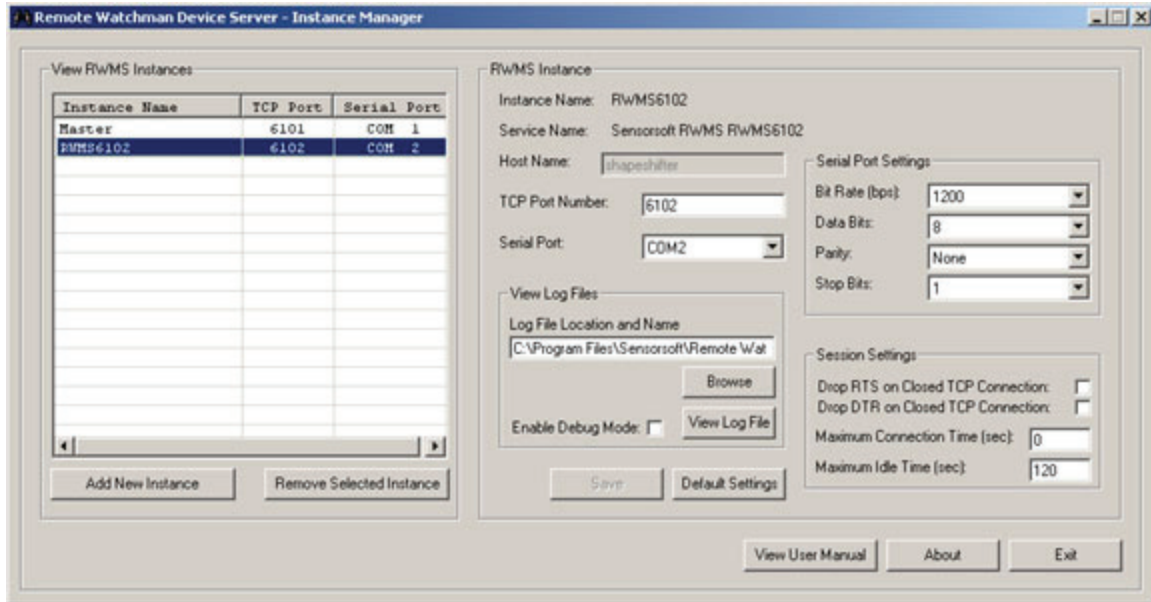 Remote Watchman Device Server - Instance Manager
View RWMS Instances
Instance Name TCP Port Serial Port
Master 6101 COM 1
RWMS6102 6102 COM 2
Add New Instance
Remove Selected Instance
RWMS Instance
Instance Name: RWMS6102
Service Name: Sensorsoft RWMS RWMS6102
Host Name: shapeshifter
TCP Port Number: 6102
Serial Port: COM2
View Log Files
Log File Location and Name
C:\Program Files\Sensorsoft\Remote Wat
Browse
Enable Debug Mode:
View Log File
Save
Default Settings
Serial Port Settings
Bit Rate (bps): 1200
Data Bits: 8
Parity: None
Stop Bits: 1
Session Settings
Drop RTS on Closed TCP Connection:
Drop DTR on Closed TCP Connection:
Maximum Connection Time (sec): 0
Maximum Idle Time (sec): 120
View User Manual
About
Exit